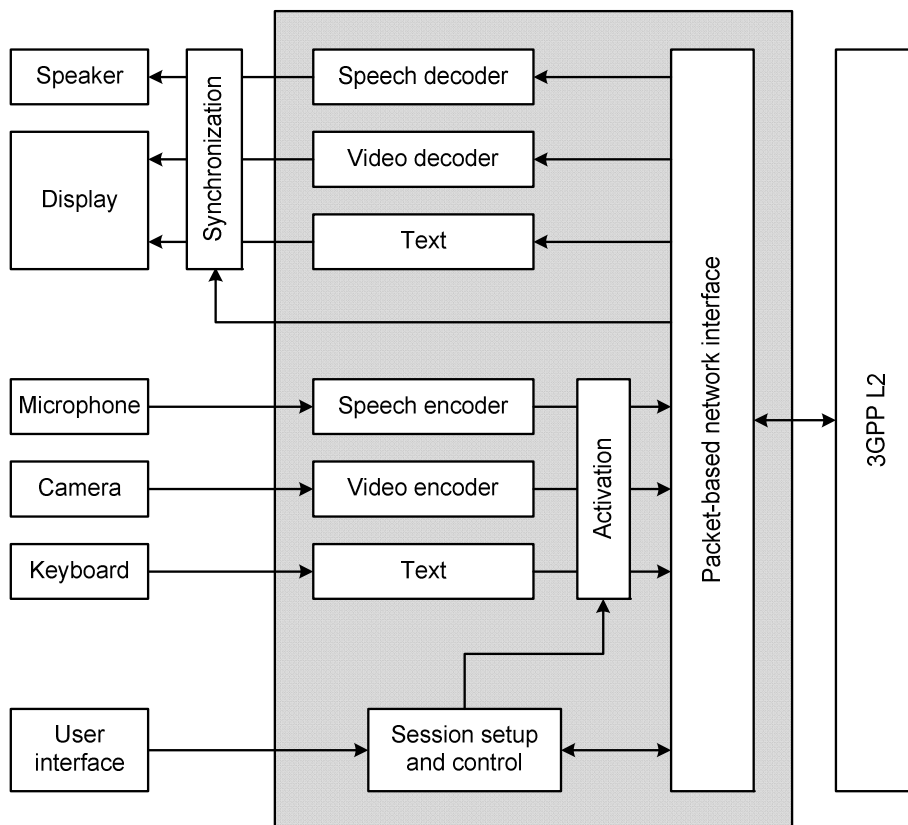 Speaker
Synchronization
Speech decoder
Display
Video decoder
Text
Packet-based network interface
3GPP L2
Microphone
Speech encoder
Activation
Camera
Video encoder
Keyboard
Text
User
interface
Session setup
and control